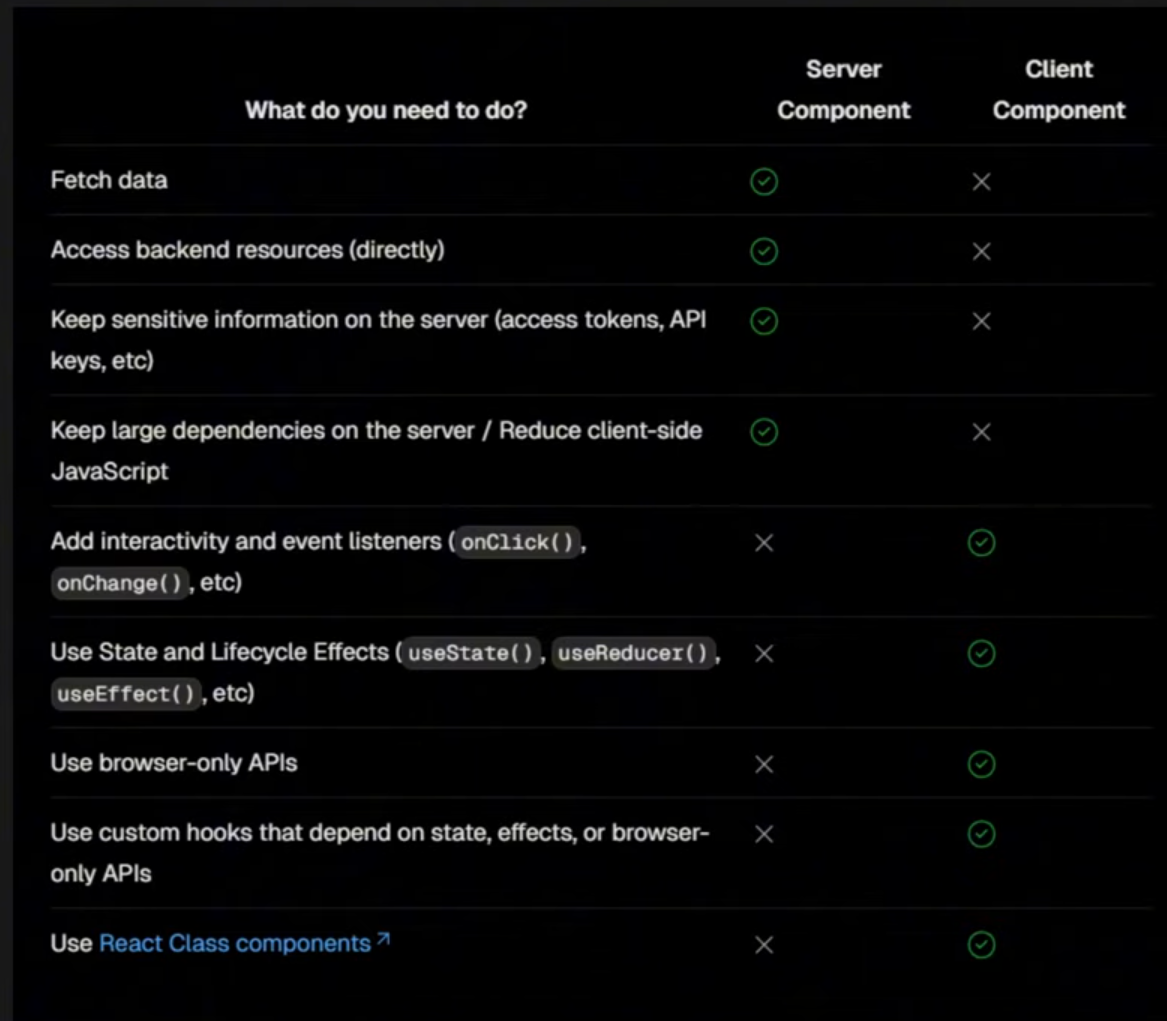 Server
Client
What do you need to do?
Component
Component
Fetch data
Access backend resources (directly)
Keep sensitive information on the server (access tokens, API
keys, etc)
Keep large dependencies on the server / Reduce client-side
JavaScript
Add interactivity and event listeners ( onClick() ,
onChange() , etc)
Use State and Lifecycle Effects ( useState() , useReducer() ,
useEffect() , etc)
Use browser-only APIs
Use custom hooks that depend on state, effects, or browser-
only APIs
Use React Class components ↗